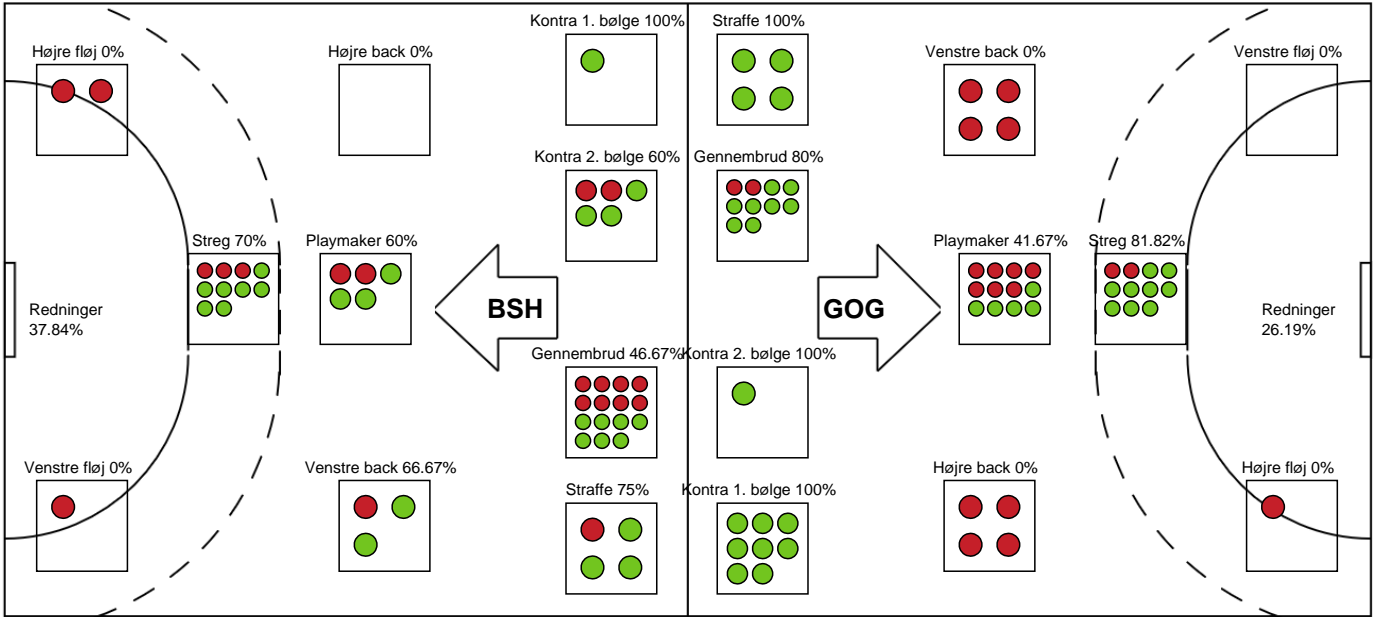 Kontra 1. bølge 100%
Straffe 100%
Højre fløj 0%
Højre back 0%
Venstre back 0%
Venstre fløj 0%
Kontra 2. bølge 60%
Gennembrud 80%
Streg 70%
Playmaker 60%
Playmaker 41.67%
Streg 81.82%
Redninger
37.84%
BSH
GOG
Redninger
26.19%
Gennembrud 46.67%
Kontra 2. bølge 100%
Venstre fløj 0%
Venstre back 66.67%
Højre back 0%
Højre fløj 0%
Straffe 75%
Kontra 1. bølge 100%